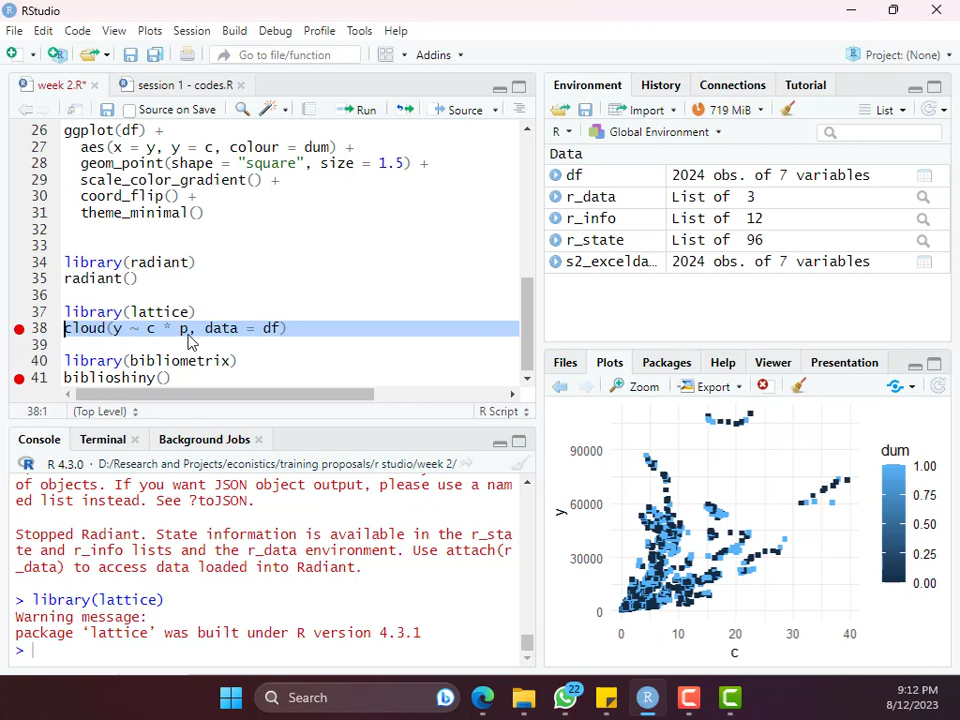 RStudio
File Edit Code View Plots Session Build Debug Profile Tools Help
Go to file/function
Addins
Project: (None)
week 2.R*
session 1 - codes.R
Source on Save
Run
Source
26 ggplot(df) +
27 aes(x = y, y = c, colour = dum) +
28 geom_point(shape = "square", size = 1.5) +
29 scale_color_gradient() +
30 coord_flip() +
31 theme_minimal()
32
33
34 library(radiant)
35 radiant()
36
37 library(lattice)
38 cloud(y ~ c * p, data = df)
39
40 library(bibliometrix)
41 biblioshiny()
38:1 (Top Level) R Script
Console Terminal Background Jobs
R 4.3.0 · D:/Research and Projects/econistics/training proposals/r studio/week 2/
of objects. If you want JSON object output, please use a nam
ed list instead. See ?toJSON.
Stopped Radiant. State information is available in the r_sta
te and r_info lists and the r_data environment. Use attach(r
_data) to access data loaded into Radiant.
> library(lattice)
Warning message:
package ‘lattice’ was built under R version 4.3.1
>
Environment History Connections Tutorial
Import 719 MiB List
R Global Environment
Data
df 2024 obs. of 7 variables
r_data List of 3
r_info List of 12
r_state List of 96
s2_excelda… 2024 obs. of 7 variables
Files Plots Packages Help Viewer Presentation
Zoom Export
90000
60000
30000
0
y
0 10 20 30 40
c
dum
1.00
0.75
0.50
0.25
0.00
Search
22
9:12 PM
8/12/2023